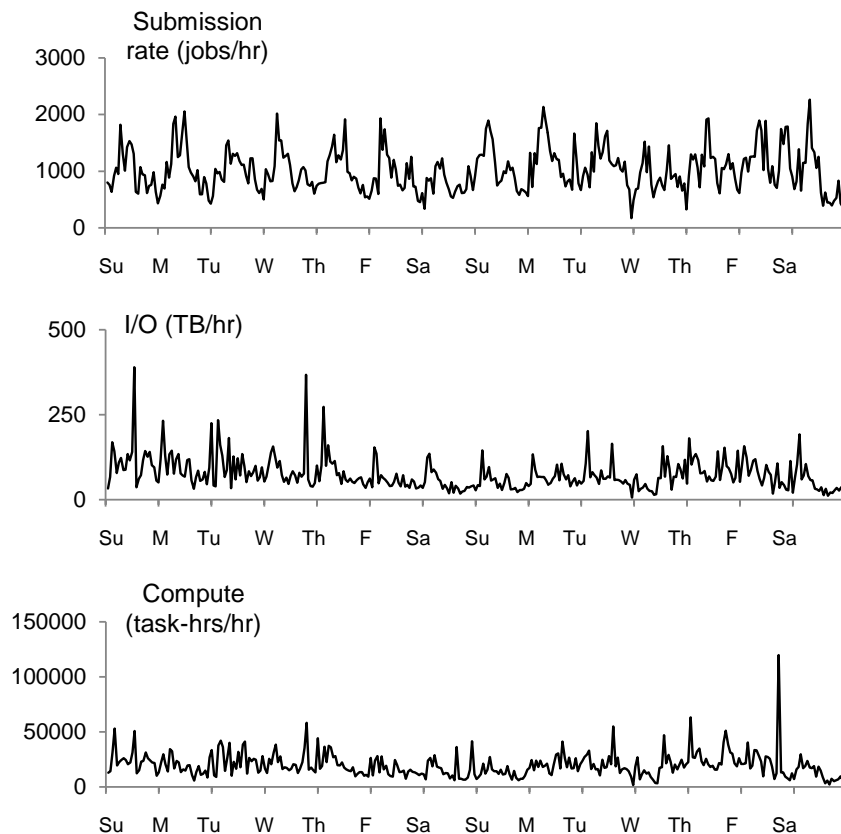 Submission
rate (jobs/hr)
3000
2000
1000
0
Su M Tu W Th F Sa Su M Tu W Th F Sa
I/O (TB/hr)
500
250
0
Su M Tu W Th F Sa Su M Tu W Th F Sa
Compute
(task-hrs/hr)
150000
100000
50000
0
Su M Tu W Th F Sa Su M Tu W Th F Sa